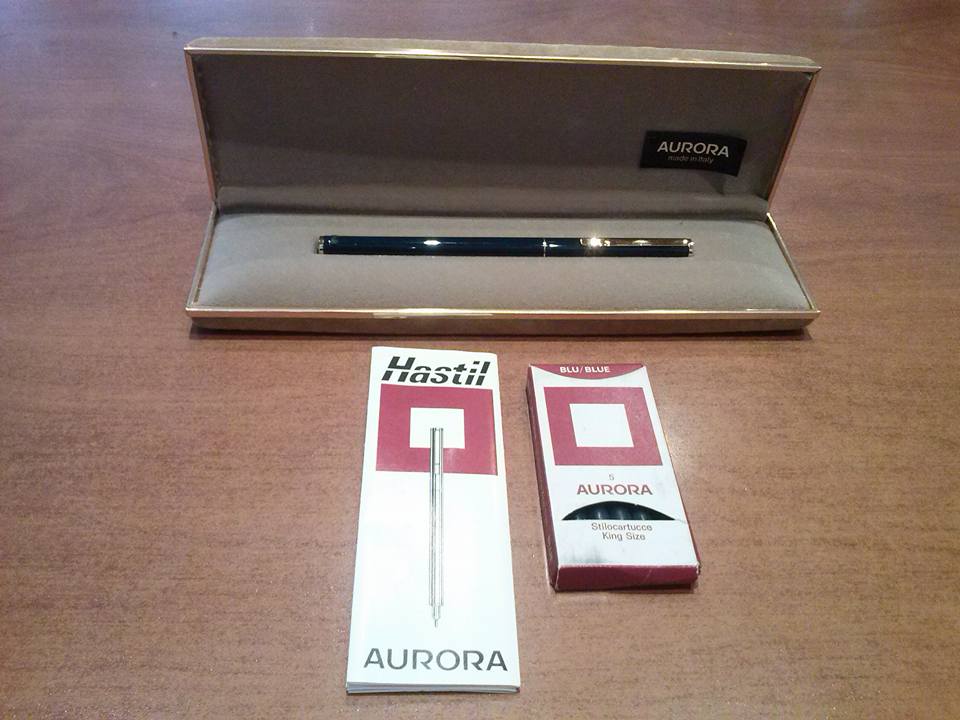 AURORA
made in Italy
Hastil
AURORA
BLU/BLUE
5
AURORA
Stilocartucce
King Size